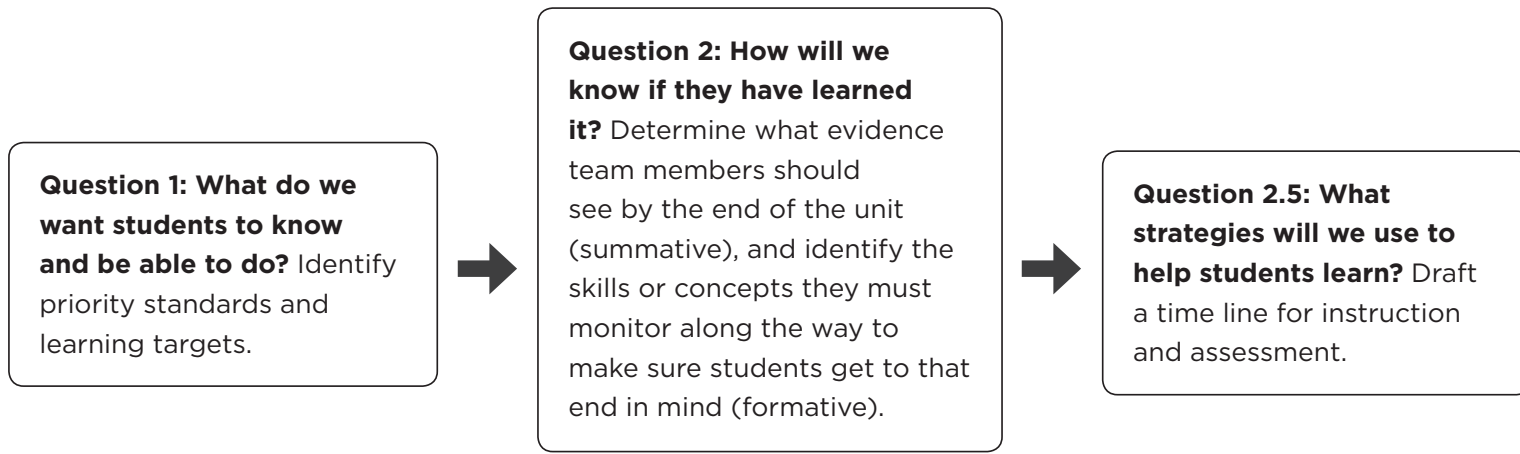 Question 1: What do we
want students to know
and be able to do? Identify
priority standards and
learning targets.
Question 2: How will we
know if they have learned
it? Determine what evidence
team members should
see by the end of the unit
(summative), and identify the
skills or concepts they must
monitor along the way to
make sure students get to that
end in mind (formative).
Question 2.5: What
strategies will we use to
help students learn? Draft
a time line for instruction
and assessment.